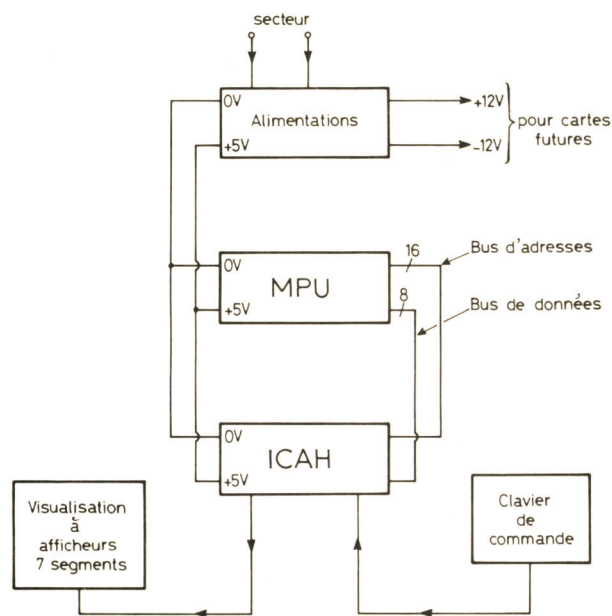 secteur
0V
Alimentations
+5V
+12V
-12V
pour cartes
futures
0V
MPU
+5V
16
8
Bus d'adresses
Bus de données
0V
ICAH
+5V
Visualisation
à
afficheurs
7 segments
Clavier
de
commande